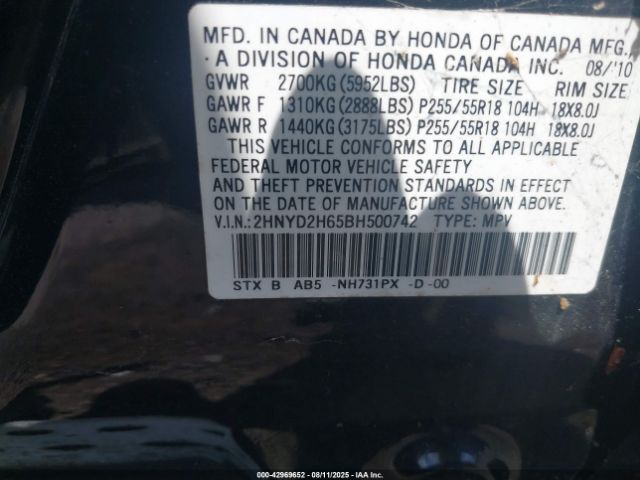 MFD. IN CANADA BY HONDA OF CANADA MFG.,
A DIVISION OF HONDA CANADA INC. 08/'10
GVWR 2700KG(5952LBS) TIRE SIZE RIM SIZE
GAWR F 1310KG(2888LBS) P255/55R18 104H 18X8.0J
GAWR R 1440KG(3175LBS) P255/55R18 104H 18X8.0J
THIS VEHICLE CONFORMS TO ALL APPLICABLE
FEDERAL MOTOR VEHICLE SAFETY
AND THEFT PREVENTION STANDARDS IN EFFECT
ON THE DATE OF MANUFACTURE SHOWN ABOVE.
V.I.N.:2HNYD2H65BH500742 TYPE: MPV
STX B AB5 -NH731PX -D -00
000-42969652 - 08/11/2025 - IAAI.COM